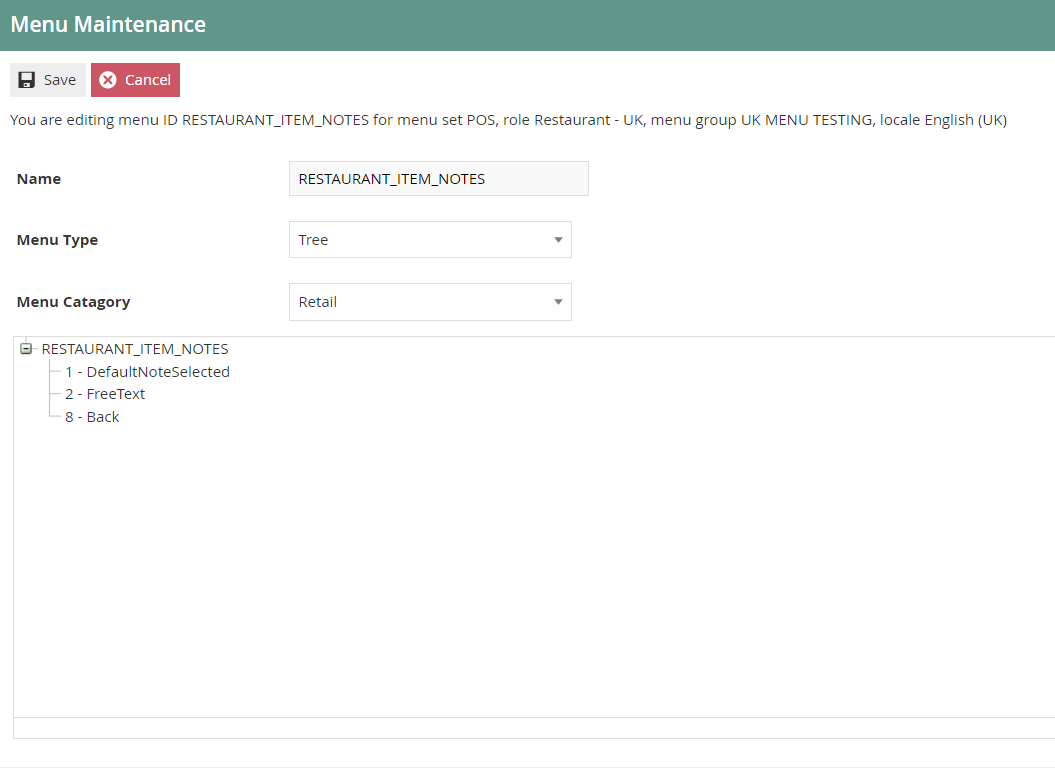 Menu Maintenance
Save
Cancel
You are editing menu ID RESTAURANT_ITEM_NOTES for menu set POS, role Restaurant - UK, menu group UK MENU TESTING, locale English (UK)
Name
RESTAURANT_ITEM_NOTES
Menu Type
Tree
Menu Catagory
Retail
RESTAURANT_ITEM_NOTES
1 - DefaultNoteSelected
2 - FreeText
8 - Back